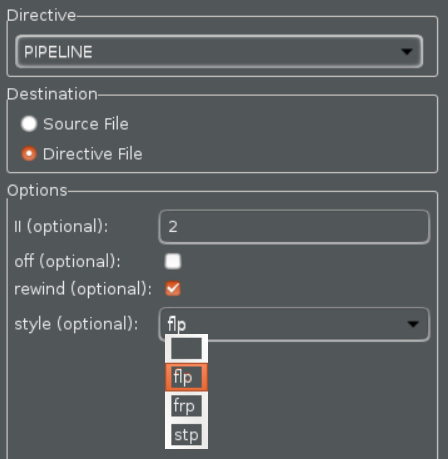 Directive
PIPELINE
Destination
Source File
Directive File
Options
II (optional): 2
off (optional):
rewind (optional):
style (optional): flp
flp
frp
stp